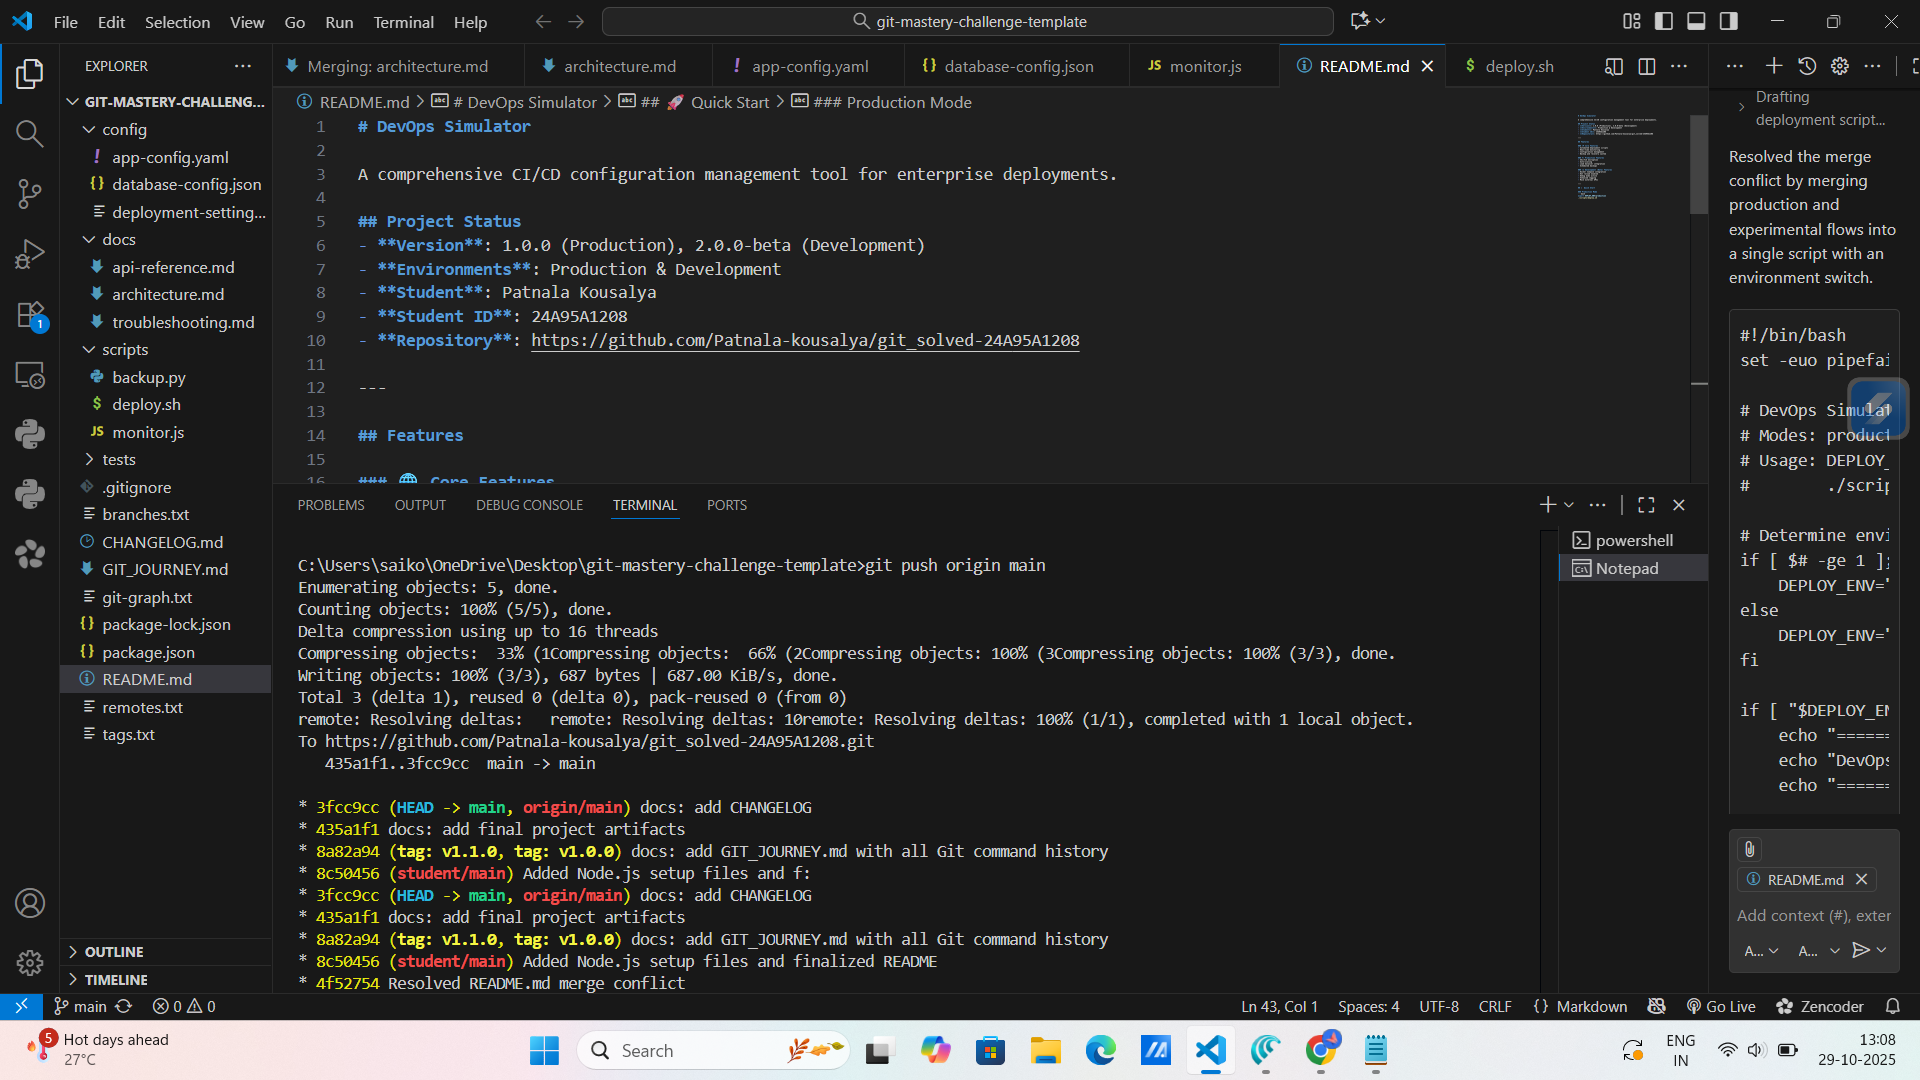 File Edit Selection View Go Run Terminal Help
git-mastery-challenge-template
EXPLORER
GIT-MASTERY-CHALLENG...
config
app-config.yaml
database-config.json
deployment-setting...
docs
api-reference.md
architecture.md
troubleshooting.md
scripts
backup.py
deploy.sh
monitor.js
tests
.gitignore
branches.txt
CHANGELOG.md
GIT_JOURNEY.md
git-graph.txt
package-lock.json
package.json
README.md
remotes.txt
tags.txt
OUTLINE
TIMELINE
1
Merging: architecture.md architecture.md app-config.yaml database-config.json monitor.js README.md deploy.sh
README.md > # DevOps Simulator > ## 🚀 Quick Start > ### Production Mode
1 # DevOps Simulator
2
3 A comprehensive CI/CD configuration management tool for enterprise deployments.
4
5 ## Project Status
6 - **Version**: 1.0.0 (Production), 2.0.0-beta (Development)
7 - **Environments**: Production & Development
8 - **Student**: Patnala Kousalya
9 - **Student ID**: 24A95A1208
10 - **Repository**: https://github.com/Patnala-kousalya/git_solved-24A95A1208
11
12 ---
13
14 ## Features
15
16 ### 🌐 Core Features
PROBLEMS OUTPUT DEBUG CONSOLE TERMINAL PORTS
powershell
Notepad
C:\Users\saiko\OneDrive\Desktop\git-mastery-challenge-template>git push origin main
Enumerating objects: 5, done.
Counting objects: 100% (5/5), done.
Delta compression using up to 16 threads
Compressing objects:  33% (1Compressing objects:  66% (2Compressing objects: 100% (3Compressing objects: 100% (3/3), done.
Writing objects: 100% (3/3), 687 bytes | 687.00 KiB/s, done.
Total 3 (delta 1), reused 0 (delta 0), pack-reused 0 (from 0)
remote: Resolving deltas:   remote: Resolving deltas: 10remote: Resolving deltas: 100% (1/1), completed with 1 local object.
To https://github.com/Patnala-kousalya/git_solved-24A95A1208.git
435a1f1..3fcc9cc  main -> main
* 3fcc9cc (HEAD -> main, origin/main) docs: add CHANGELOG
* 435a1f1 docs: add final project artifacts
* 8a82a94 (tag: v1.1.0, tag: v1.0.0) docs: add GIT_JOURNEY.md with all Git command history
* 8c50456 (student/main) Added Node.js setup files and f:
* 3fcc9cc (HEAD -> main, origin/main) docs: add CHANGELOG
* 435a1f1 docs: add final project artifacts
* 8a82a94 (tag: v1.1.0, tag: v1.0.0) docs: add GIT_JOURNEY.md with all Git command history
* 8c50456 (student/main) Added Node.js setup files and finalized README
* 4f52754 Resolved README.md merge conflict
Drafting
deployment script...
Resolved the merge
conflict by merging
production and
experimental flows into
a single script with an
environment switch.
#!/bin/bash
set -euo pipefai
# DevOps Simulat
# Modes: product
# Usage: DEPLOY_
# ./scrip
# Determine envi
if [ $# -ge 1 ];
DEPLOY_ENV="
else
DEPLOY_ENV="
fi
if [ "$DEPLOY_EN
echo "======
echo "DevOps
echo "======
README.md
Add context (#), exter
A... A...
main 0 0
Ln 43, Col 1 Spaces: 4 UTF-8 CRLF {} Markdown Go Live Zencoder
5
Hot days ahead
27°C
Search
4
ENG
IN
13:08
29-10-2025